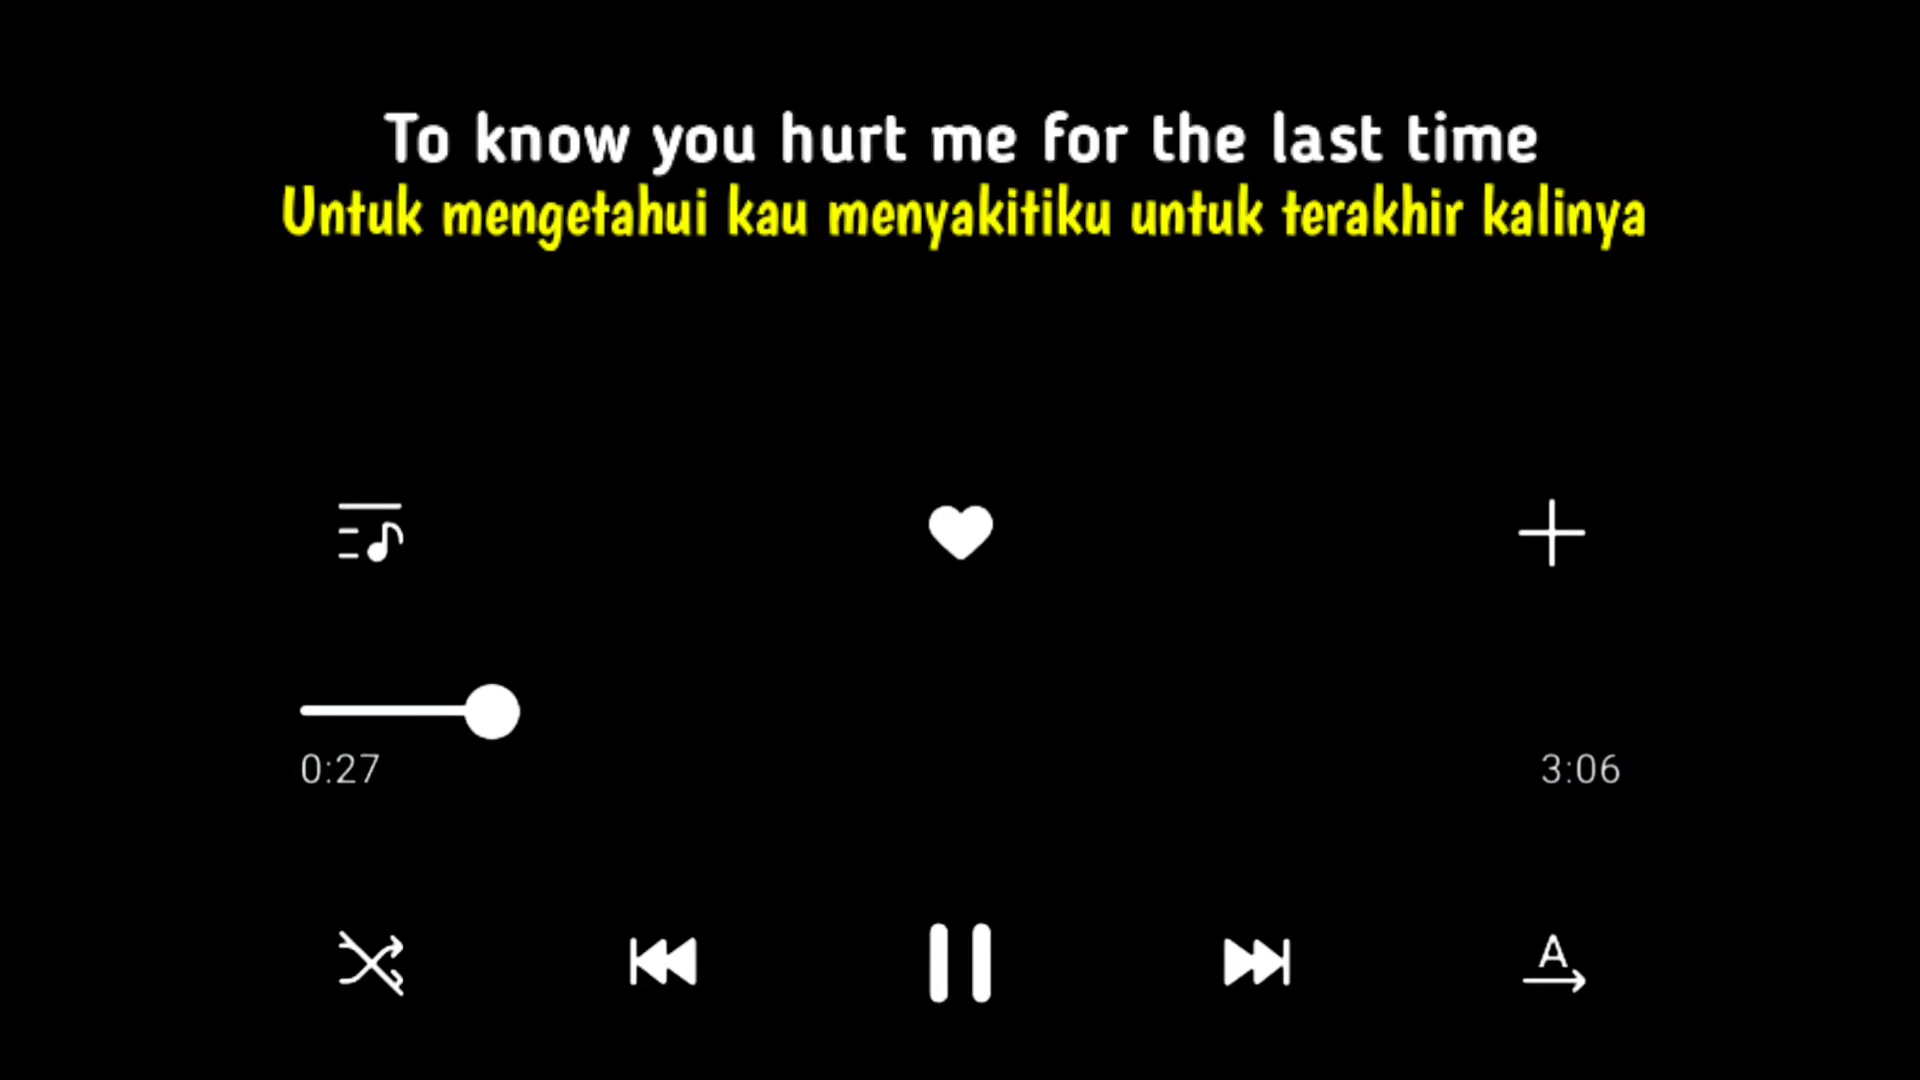 To know you hurt me for the last time
Untuk mengetahui kau menyakitiku untuk terakhir kalinya
0:27
3:06
A